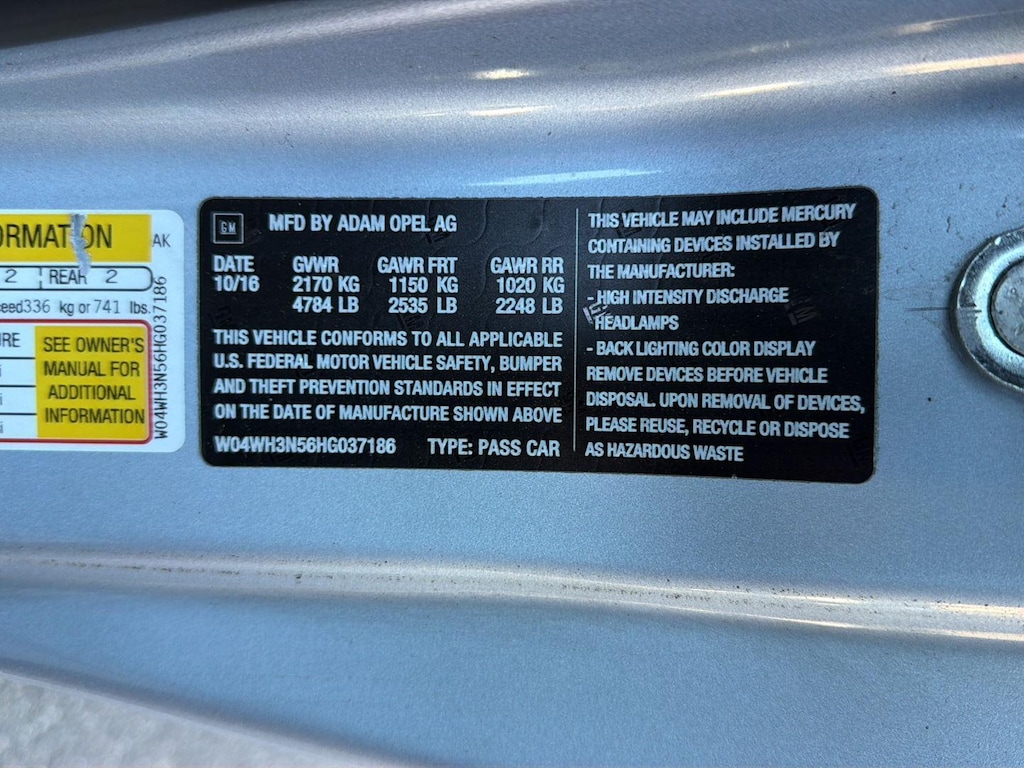 ORMATION
AK
2 REAR 2
ceed 336 kg or 741 lbs.
URE
SEE OWNER'S
MANUAL FOR
ADDITIONAL
INFORMATION
W04WH3N56HG037186
GM
MFD BY ADAM OPEL AG
DATE GVWR GAWR FRT GAWR RR
10/16 2170 KG 1150 KG 1020 KG
4784 LB 2535 LB 2248 LB
THIS VEHICLE CONFORMS TO ALL APPLICABLE
U.S. FEDERAL MOTOR VEHICLE SAFETY, BUMPER
AND THEFT PREVENTION STANDARDS IN EFFECT
ON THE DATE OF MANUFACTURE SHOWN ABOVE
W04WH3N56HG037186 TYPE: PASS CAR
THIS VEHICLE MAY INCLUDE MERCURY
CONTAINING DEVICES INSTALLED BY
THE MANUFACTURER:
- HIGH INTENSITY DISCHARGE
HEADLAMPS
- BACK LIGHTING COLOR DISPLAY
REMOVE DEVICES BEFORE VEHICLE
DISPOSAL. UPON REMOVAL OF DEVICES,
PLEASE REUSE, RECYCLE OR DISPOSE
AS HAZARDOUS WASTE